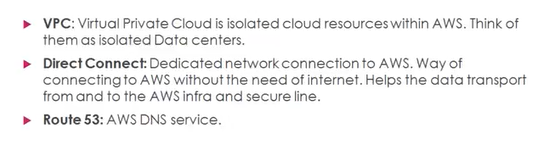 VPC: Virtual Private Cloud is isolated cloud resources within AWS. Think of
them as isolated Data centers.
Direct Connect: Dedicated network connection to AWS. Way of
connecting to AWS without the need of internet. Helps the data transport
from and to the AWS infra and secure line.
Route 53: AWS DNS service.